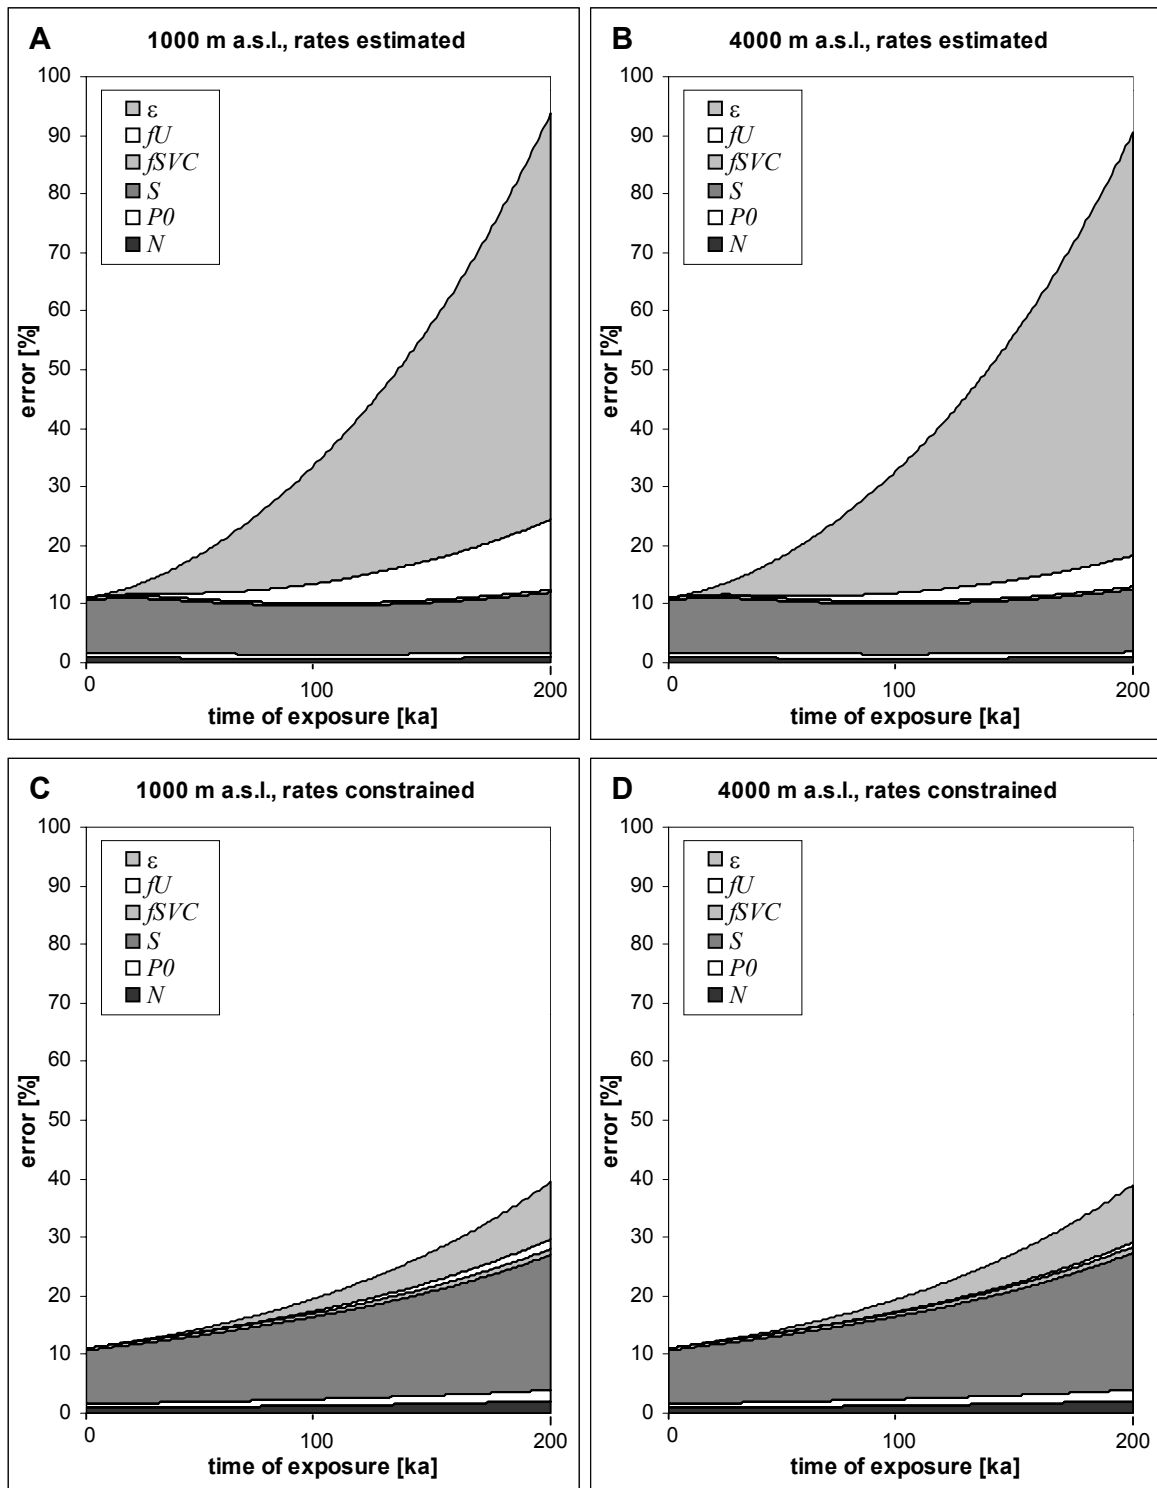 A
1000 m a.s.l., rates estimated
100
90
80
70
60
50
40
30
20
10
0
error [%]
ε
fU
fSVC
S
P0
N
0
100
200
time of exposure [ka]
B
4000 m a.s.l., rates estimated
100
90
80
70
60
50
40
30
20
10
0
error [%]
ε
fU
fSVC
S
P0
N
0
100
200
time of exposure [ka]
C
1000 m a.s.l., rates constrained
100
90
80
70
60
50
40
30
20
10
0
error [%]
ε
fU
fSVC
S
P0
N
0
100
200
time of exposure [ka]
D
4000 m a.s.l., rates constrained
100
90
80
70
60
50
40
30
20
10
0
error [%]
ε
fU
fSVC
S
P0
N
0
100
200
time of exposure [ka]